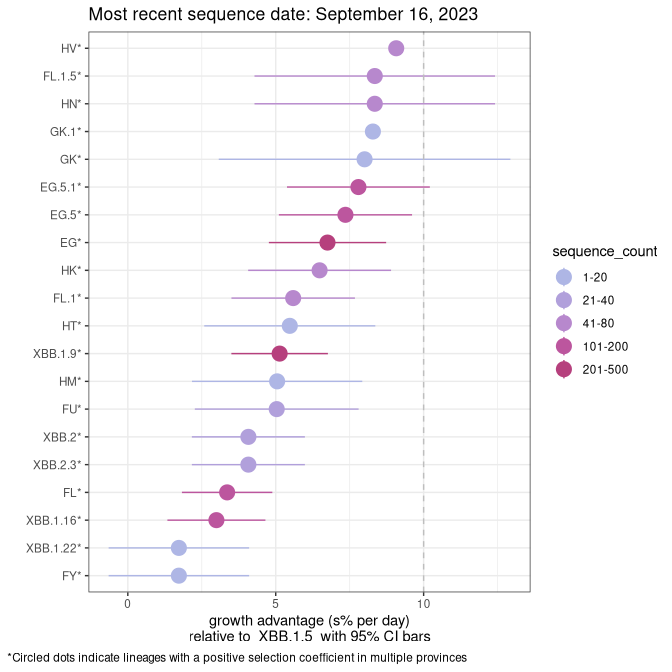 Most recent sequence date: September 16, 2023
HV*
FL.1.5*
HN*
GK.1*
GK*
EG.5.1*
EG.5*
EG*
HK*
FL.1*
HT*
XBB.1.9*
HM*
FU*
XBB.2*
XBB.2.3*
FL*
XBB.1.16*
XBB.1.22*
FY*
0 5 10
growth advantage (s% per day)
relative to XBB.1.5 with 95% CI bars
sequence_count
1-20
21-40
41-80
101-200
201-500
*Circled dots indicate lineages with a positive selection coefficient in multiple provinces